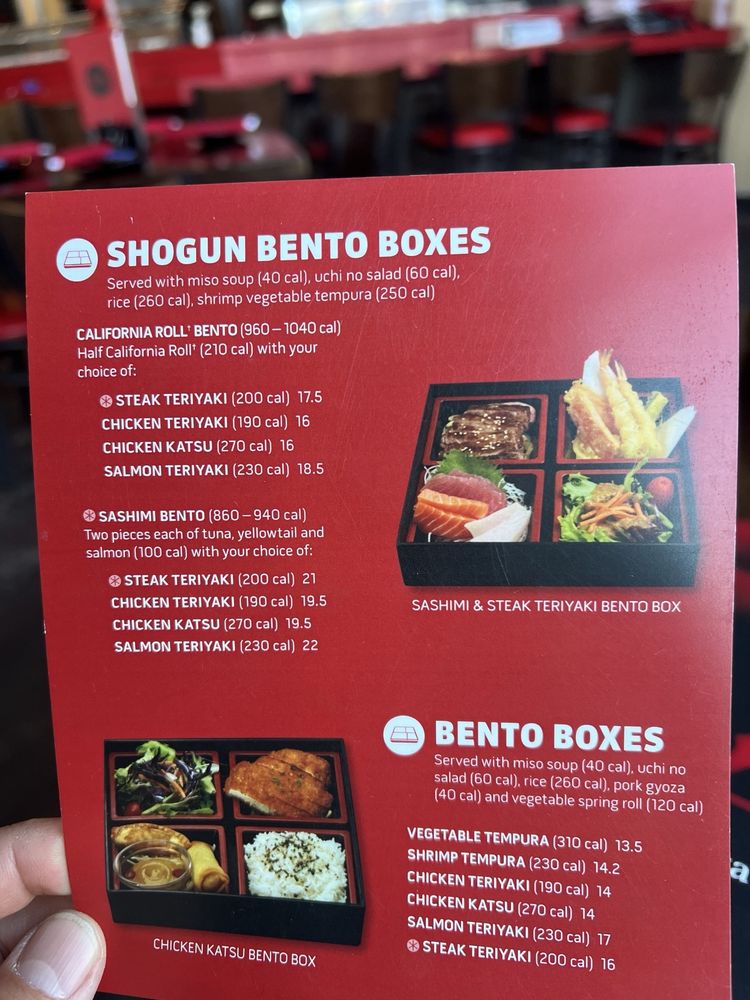 SHOGUN BENTO BOXES
Served with miso soup (40 cal), uchi no salad (60 cal),
rice (260 cal), shrimp vegetable tempura (250 cal)
CALIFORNIA ROLL† BENTO (960 – 1040 cal)
Half California Roll† (210 cal) with your
choice of:
STEAK TERIYAKI (200 cal) 17.5
CHICKEN TERIYAKI (190 cal) 16
CHICKEN KATSU (270 cal) 16
SALMON TERIYAKI (230 cal) 18.5
SASHIMI BENTO (860 – 940 cal)
Two pieces each of tuna, yellowtail and
salmon (100 cal) with your choice of:
STEAK TERIYAKI (200 cal) 21
CHICKEN TERIYAKI (190 cal) 19.5
CHICKEN KATSU (270 cal) 19.5
SALMON TERIYAKI (230 cal) 22
SASHIMI & STEAK TERIYAKI BENTO BOX
BENTO BOXES
Served with miso soup (40 cal), uchi no
salad (60 cal), rice (260 cal), pork gyoza
(40 cal) and vegetable spring roll (120 cal)
VEGETABLE TEMPURA (310 cal) 13.5
SHRIMP TEMPURA (230 cal) 14.2
CHICKEN TERIYAKI (190 cal) 14
CHICKEN KATSU (270 cal) 14
SALMON TERIYAKI (230 cal) 17
STEAK TERIYAKI (200 cal) 16
CHICKEN KATSU BENTO BOX